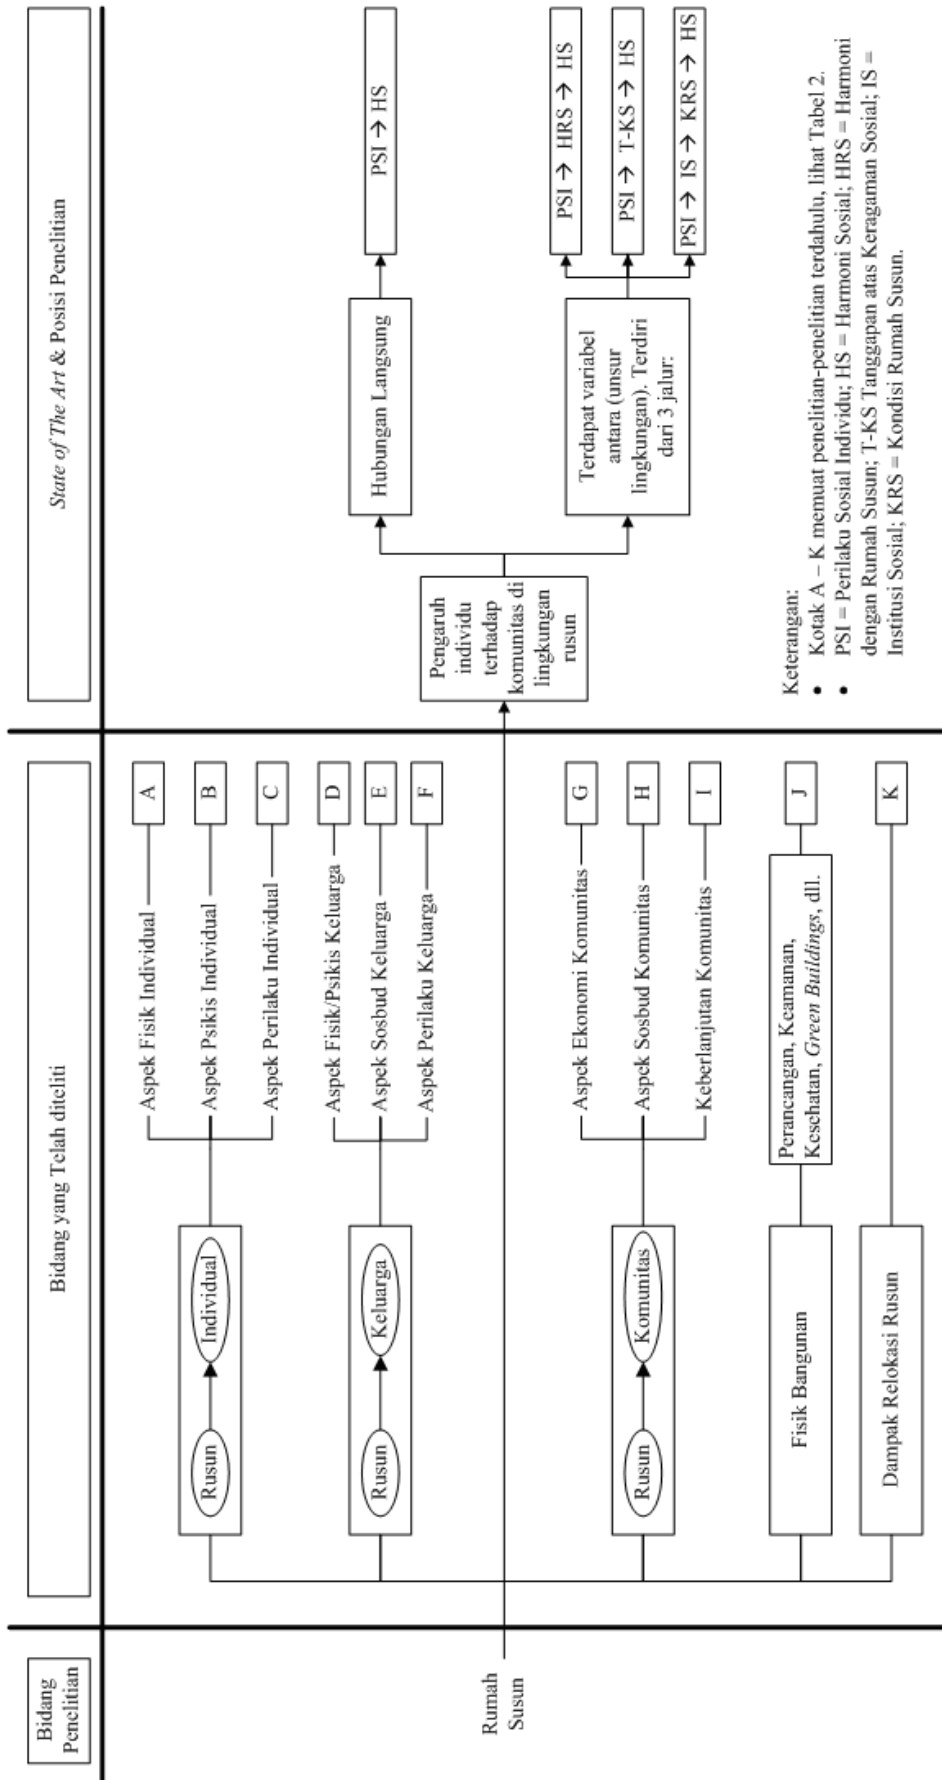 Bidang
Penelitian
Bidang yang Telah diteliti
State of The Art & Posisi Penelitian
Rumah
Susun
Rusun
Individual
Aspek Fisik Individual
A
Aspek Psikis Individual
B
Aspek Perilaku Individual
C
Rusun
Keluarga
Aspek Fisik/Psikis Keluarga
D
Aspek Sosbud Keluarga
E
Aspek Perilaku Keluarga
F
Rusun
Komunitas
Aspek Ekonomi Komunitas
G
Aspek Sosbud Komunitas
H
Keberlanjutan Komunitas
I
Fisik Bangunan
Perancangan, Keamanan,
Kesehatan, Green Buildings, dll.
J
Dampak Relokasi Rusun
K
Pengaruh
individu
terhadap
komunitas di
lingkungan
rusun
Hubungan Langsung
PSI → HS
Terdapat variabel
antara (unsur
lingkungan). Terdiri
dari 3 jalur:
PSI → HRS → HS
PSI → T-KS → HS
PSI → IS → KRS → HS
Keterangan:
• Kotak A – K memuat penelitian-penelitian terdahulu, lihat Tabel 2.
• PSI = Perilaku Sosial Individu; HS = Harmoni Sosial; HRS = Harmoni
dengan Rumah Susun; T-KS Tanggapan atas Keragaman Sosial; IS =
Institusi Sosial; KRS = Kondisi Rumah Susun.